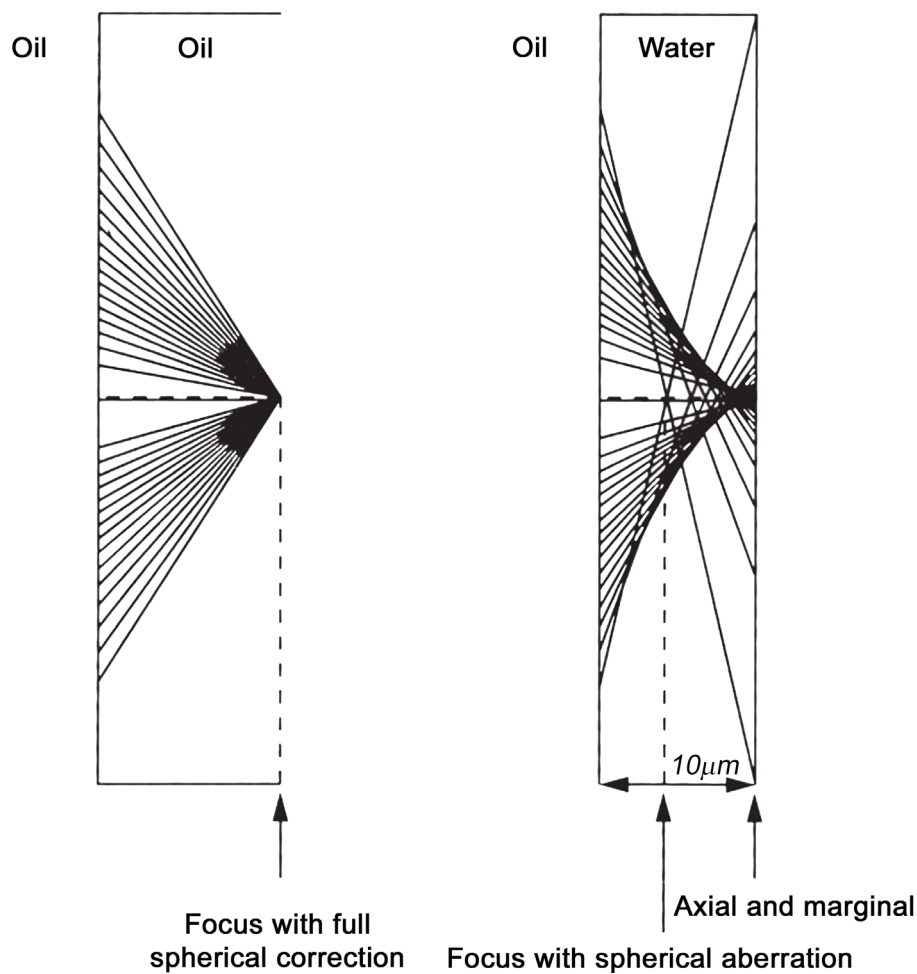 Oil
Oil
Oil
Water
10μm
Focus with full
spherical correction
Axial and marginal
Focus with spherical aberration